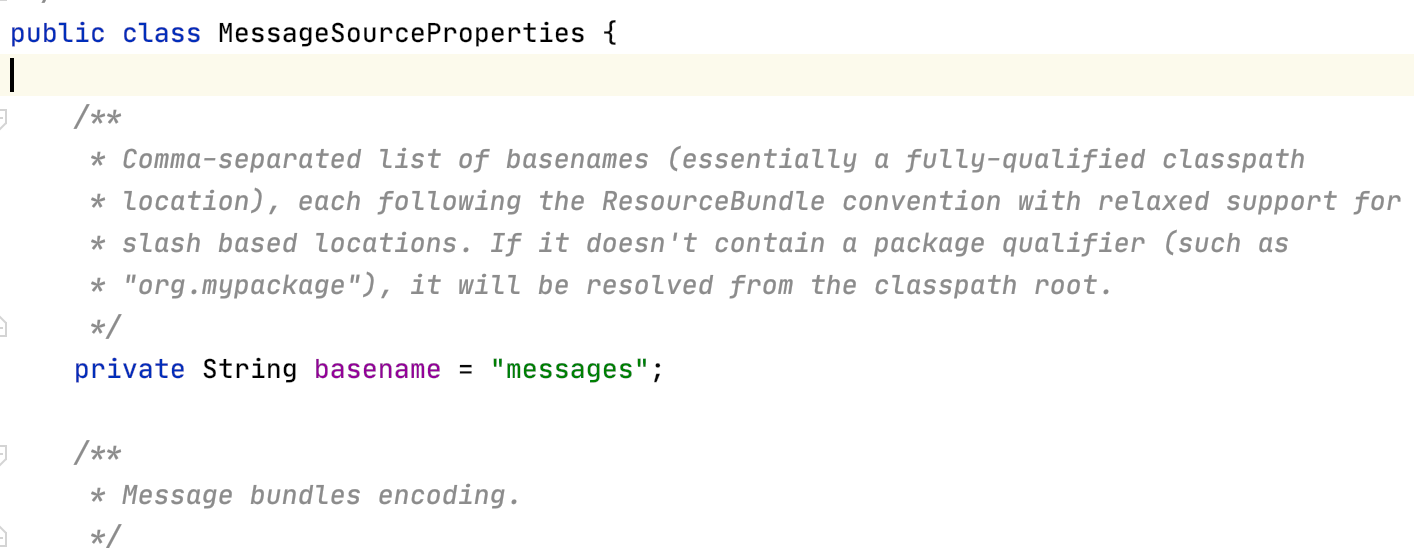 public class MessageSourceProperties {
/**
* Comma-separated list of basenames (essentially a fully-qualified classpath
* location), each following the ResourceBundle convention with relaxed support for
* slash based locations. If it doesn't contain a package qualifier (such as
* "org.mypackage"), it will be resolved from the classpath root.
*/
private String basename = "messages";
/**
* Message bundles encoding.
*/